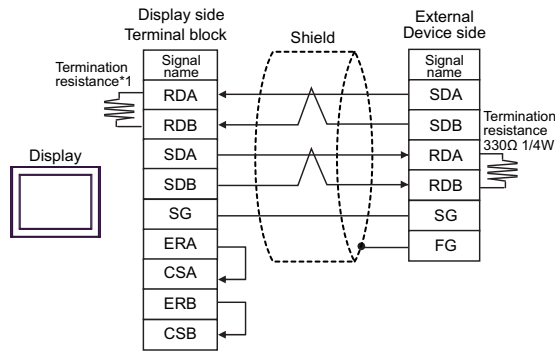 Display side
Terminal block
Shield
External
Device side
Termination
resistance*1
Signal
name
RDA
RDB
SDA
SDB
SG
ERA
CSA
ERB
CSB
Signal
name
SDA
SDB
RDA
RDB
SG
FG
Termination
resistance
330Ω 1/4W
Display